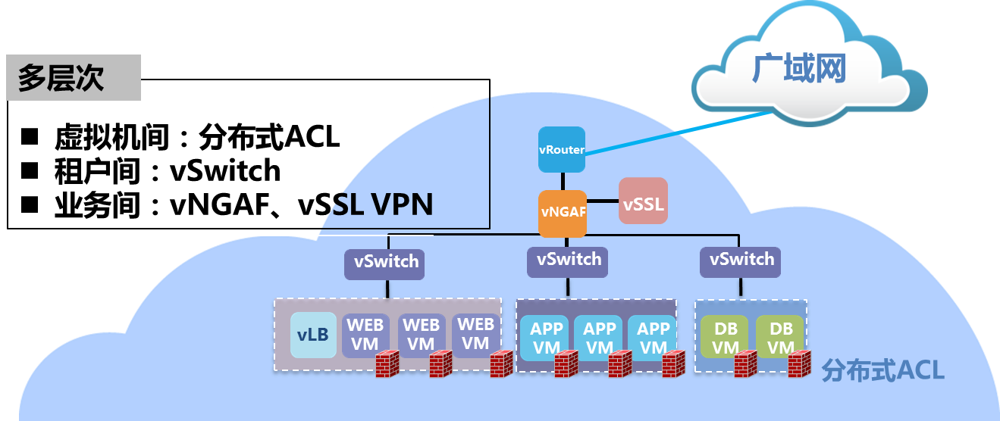 多层次
虚拟机间：分布式ACL
租户间：vSwitch
业务间：vNGAF、vSSL VPN
广域网
vRouter
vNGAF
vSSL
vSwitch
vSwitch
vSwitch
vLB
WEB
VM
WEB
VM
WEB
VM
APP
VM
APP
VM
APP
VM
DB
VM
DB
VM
分布式ACL